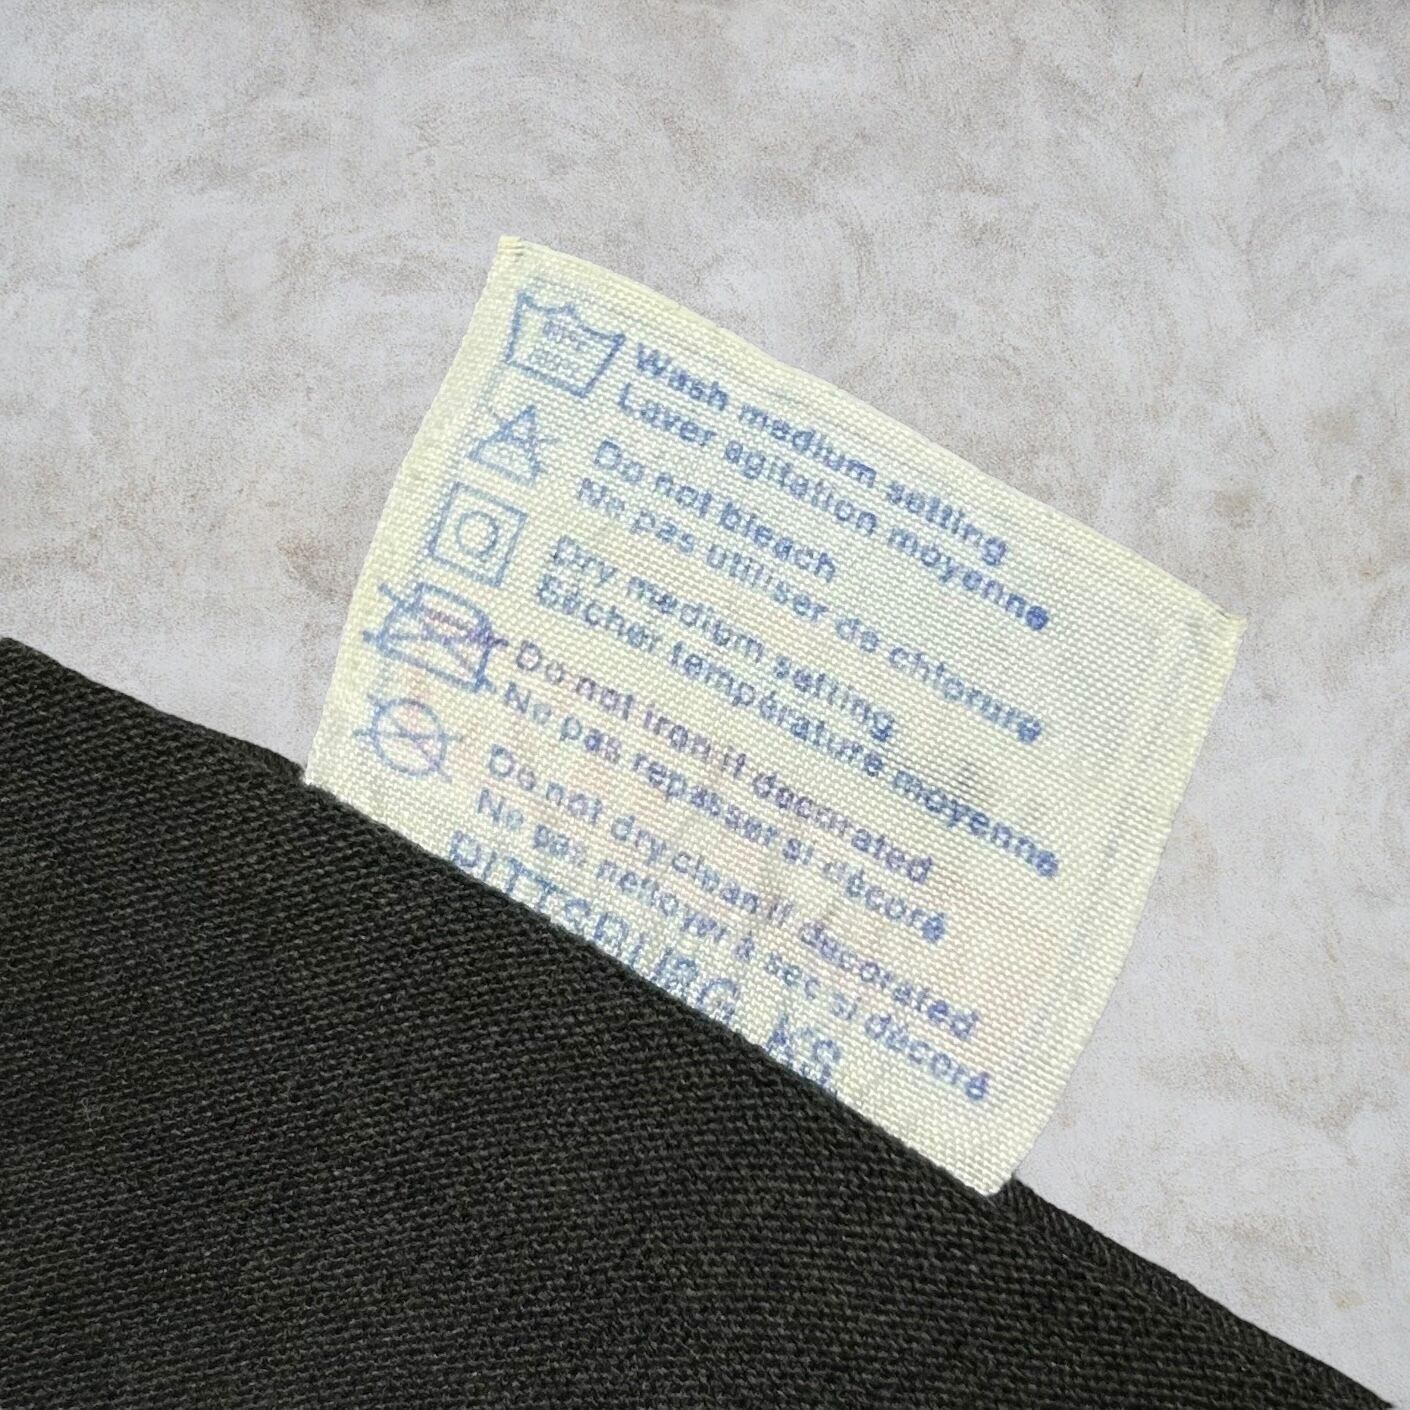 Wash medium setting
Laver agitation moyenne
Do not bleach
Ne pas utiliser de chlorure
Dry medium setting
Sécher température moyenne
Do not iron if decorated
Ne pas repasser si décoré
Do not dry clean if decorated
Ne pas nettoyer à sec si décoré
PITTSBURG KS